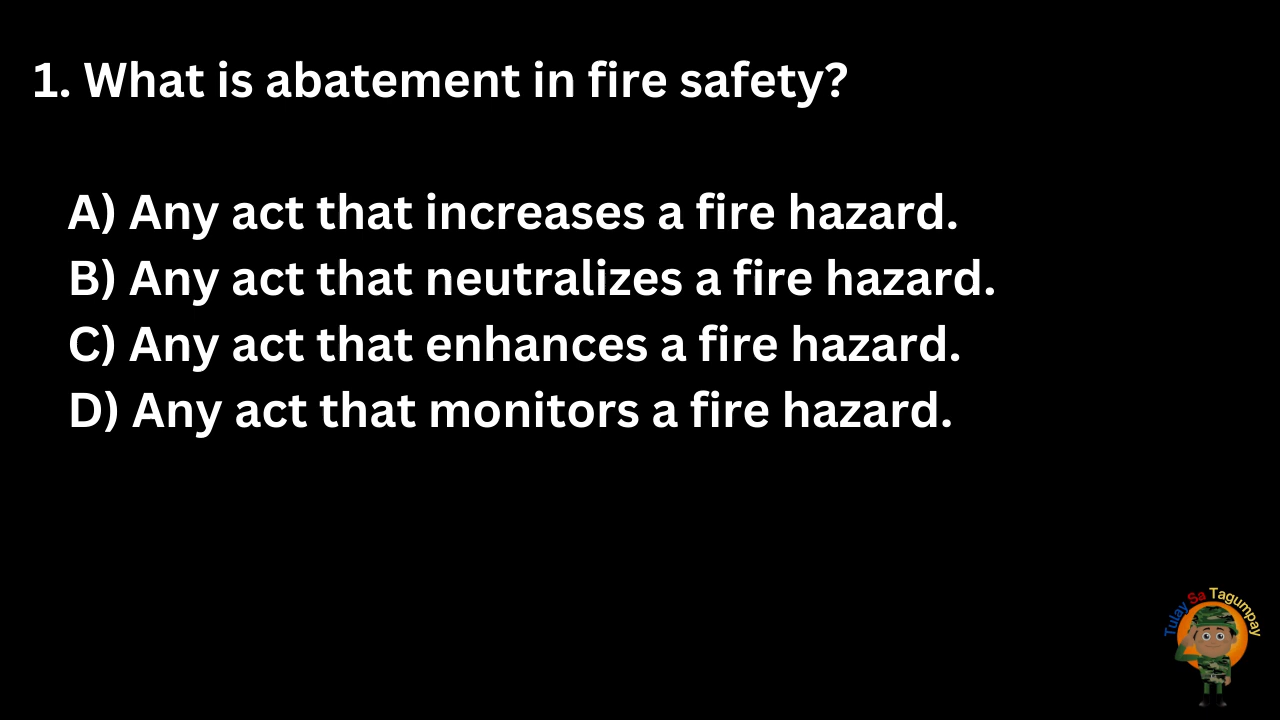 1. What is abatement in fire safety?
A) Any act that increases a fire hazard.
B) Any act that neutralizes a fire hazard.
C) Any act that enhances a fire hazard.
D) Any act that monitors a fire hazard.
Tulay Sa Tagumpay